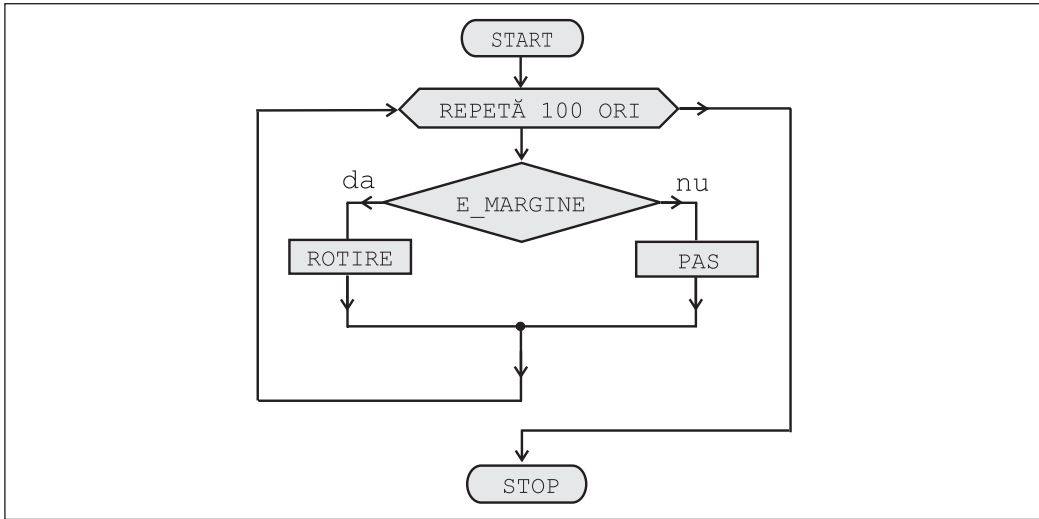 START
REPETĂ 100 ORI
da
nu
E_MARGINE
ROTIRE
PAS
STOP